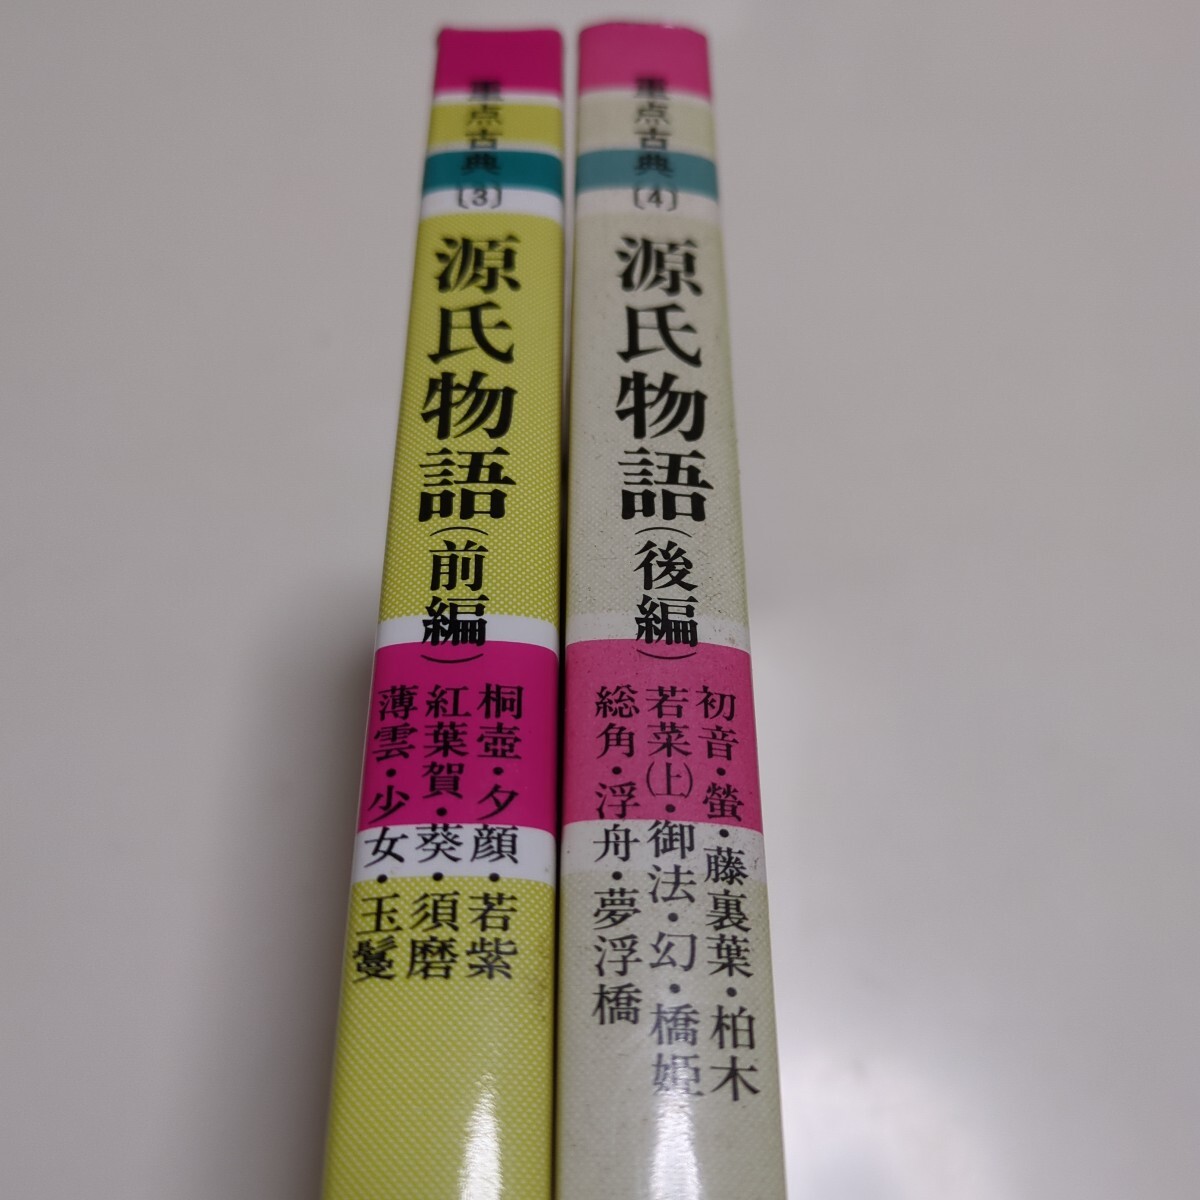 重点古典〔3〕
源氏物語(前編)
桐壺・夕顔・若紫
紅葉賀・葵・須磨
薄雲・少女・玉鬘
重点古典〔4〕
源氏物語(後編)
初音・螢・藤裏葉・柏木
若菜(上)・御法・幻・橋姫
総角・浮舟・夢浮橋